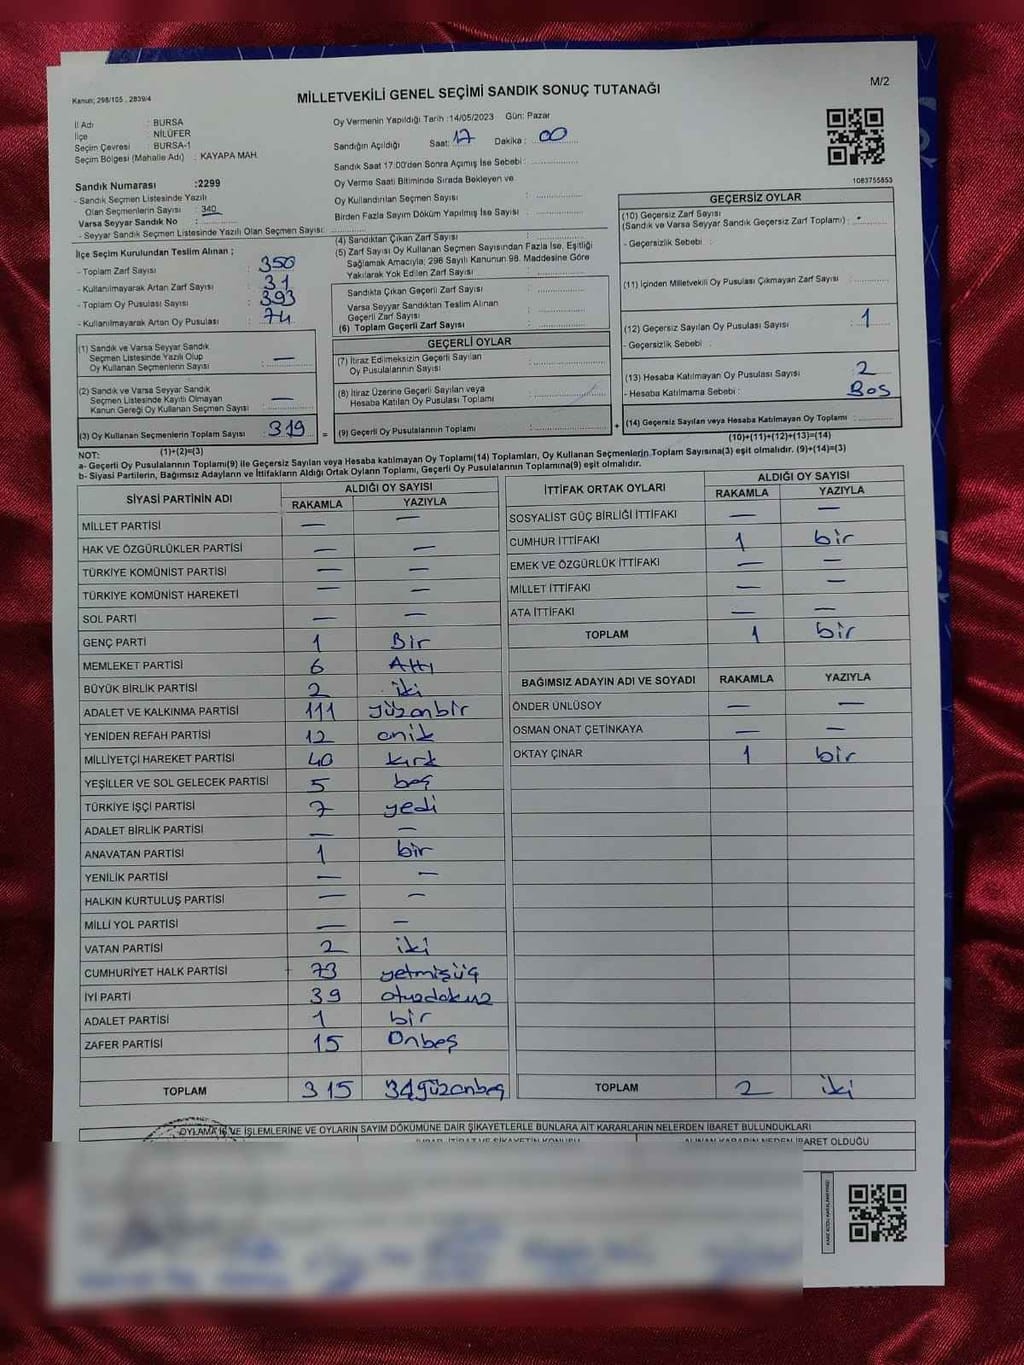 Kanun; 298/105 , 2839/4
MİLLETVEKİLİ GENEL SEÇİMİ SANDIK SONUÇ TUTANAĞI
M/2
İl Adı : BURSA
İlçe : NİLÜFER
Seçim Çevresi : BURSA-1
Seçim Bölgesi (Mahalle Adı) : KAYAPA MAH.
Oy Vermenin Yapıldığı Tarih :14/05/2023 Gün: Pazar
Sandığın Açıldığı Saat: 17 Dakika : 00
Sandık Saat 17:00'den Sonra Açımış İse Sebebi :
Oy Verme Saati Bitiminde Sırada Bekleyen ve
Oy Kullandırılan Seçmen Sayısı :
Birden Fazla Sayım Döküm Yapılmış İse Sayısı :
1083755853
Sandık Numarası :2299
- Sandık Seçmen Listesinde Yazılı
Olan Seçmenlerin Sayısı : 340
Varsa Seyyar Sandık No :
- Seyyar Sandık Seçmen Listesinde Yazılı Olan Seçmen Sayısı:
İlçe Seçim Kurulundan Teslim Alınan ;
- Toplam Zarf Sayısı : 350
- Kullanılmayarak Artan Zarf Sayısı : 31
- Toplam Oy Pusulası Sayısı : 393
- Kullanılmayarak Artan Oy Pusulası : 74
(1) Sandık ve Varsa Seyyar Sandık
Seçmen Listesinde Yazılı Olup
Oy Kullanan Seçmenlerin Sayısı : —
(2) Sandık ve Varsa Seyyar Sandık
Seçmen Listesinde Kayıtlı Olmayan
Kanun Gereği Oy Kullanan Seçmen Sayısı : —
(3) Oy Kullanan Seçmenlerin Toplam Sayısı : 319
(1)+(2)=(3)
(4) Sandıktan Çıkan Zarf Sayısı :
(5) Zarf Sayısı Oy Kullanan Seçmen Sayısından Fazla İse, Eşitliği
Sağlamak Amacıyla; 298 Sayılı Kanunun 98. Maddesine Göre
Yakılarak Yok Edilen Zarf Sayısı :
Sandıkta Çıkan Geçerli Zarf Sayısı :
Varsa Seyyar Sandıktan Teslim Alınan
Geçerli Zarf Sayısı :
(6) Toplam Geçerli Zarf Sayısı :
GEÇERLİ OYLAR
(7) İtiraz Edilmeksizin Geçerli Sayılan
Oy Pusulalarının Sayısı :
(8) İtiraz Üzerine Geçerli Sayılan veya
Hesaba Katılan Oy Pusulası Toplamı :
= (9) Geçerli Oy Pusulalarının Toplamı :
GEÇERSİZ OYLAR
(10) Geçersiz Zarf Sayısı
(Sandık ve Varsa Seyyar Sandık Geçersiz Zarf Toplamı) :
- Geçersizlik Sebebi :
(11) İçinden Milletvekili Oy Pusulası Çıkmayan Zarf Sayısı :
(12) Geçersiz Sayılan Oy Pusulası Sayısı : 1
- Geçersizlik Sebebi :
(13) Hesaba Katılmayan Oy Pusulası Sayısı : 2
- Hesaba Katılmama Sebebi : Bos
+ (14) Geçersiz Sayılan veya Hesaba Katılmayan Oy Toplamı :
(10)+(11)+(12)+(13)=(14)
NOT:
a- Geçerli Oy Pusulalarının Toplamı(9) ile Geçersiz Sayılan veya Hesaba katılmayan Oy Toplamı(14) Toplamları, Oy Kullanan Seçmenlerin Toplam Sayısına(3) eşit olmalıdır. (9)+(14)=(3)
b- Siyasi Partilerin, Bağımsız Adayların ve İttifakların Aldığı Ortak Oyların Toplamı, Geçerli Oy Pusulalarının Toplamına(9) eşit olmalıdır.
SİYASİ PARTİNİN ADI ALDIĞI OY SAYISI
RAKAMLA YAZIYLA
MİLLET PARTİSİ — —
HAK VE ÖZGÜRLÜKLER PARTİSİ — —
TÜRKİYE KOMÜNİST PARTİSİ — —
TÜRKİYE KOMÜNİST HAREKETİ — —
SOL PARTİ — —
GENÇ PARTİ 1 Bir
MEMLEKET PARTİSİ 6 Altı
BÜYÜK BİRLİK PARTİSİ 2 iki
ADALET VE KALKINMA PARTİSİ 111 yüzonbir
YENİDEN REFAH PARTİSİ 12 onik
MİLLİYETÇİ HAREKET PARTİSİ 40 kırk
YEŞİLLER VE SOL GELECEK PARTİSİ 5 beş
TÜRKİYE İŞÇİ PARTİSİ 7 yedi
ADALET BİRLİK PARTİSİ — —
ANAVATAN PARTİSİ 1 bir
YENİLİK PARTİSİ — —
HALKIN KURTULUŞ PARTİSİ — —
MİLLİ YOL PARTİSİ — —
VATAN PARTİSİ 2 iki
CUMHURİYET HALK PARTİSİ 73 yetmişüç
İYİ PARTİ 39 otuzdokuz
ADALET PARTİSİ 1 bir
ZAFER PARTİSİ 15 Onbeş
TOPLAM 315 3yüzonbeş
İTTİFAK ORTAK OYLARI ALDIĞI OY SAYISI
RAKAMLA YAZIYLA
SOSYALİST GÜÇ BİRLİĞİ İTTİFAKI — —
CUMHUR İTTİFAKI 1 bir
EMEK VE ÖZGÜRLÜK İTTİFAKI — —
MİLLET İTTİFAKI — —
ATA İTTİFAKI — —
TOPLAM 1 bir
BAĞIMSIZ ADAYIN ADI VE SOYADI RAKAMLA YAZIYLA
ÖNDER ÜNLÜSOY — —
OSMAN ONAT ÇETİNKAYA — —
OKTAY ÇINAR 1 bir
TOPLAM 2 iki
OYLAMA İŞ VE İŞLEMLERİNE VE OYLARIN SAYIM DÖKÜMÜNE DAİR ŞİKAYETLERLE BUNLARA AİT KARARLARIN NELERDEN İBARET BULUNDUKLARI
ALINAN KARARIN NEDEN İBARET OLDUĞU